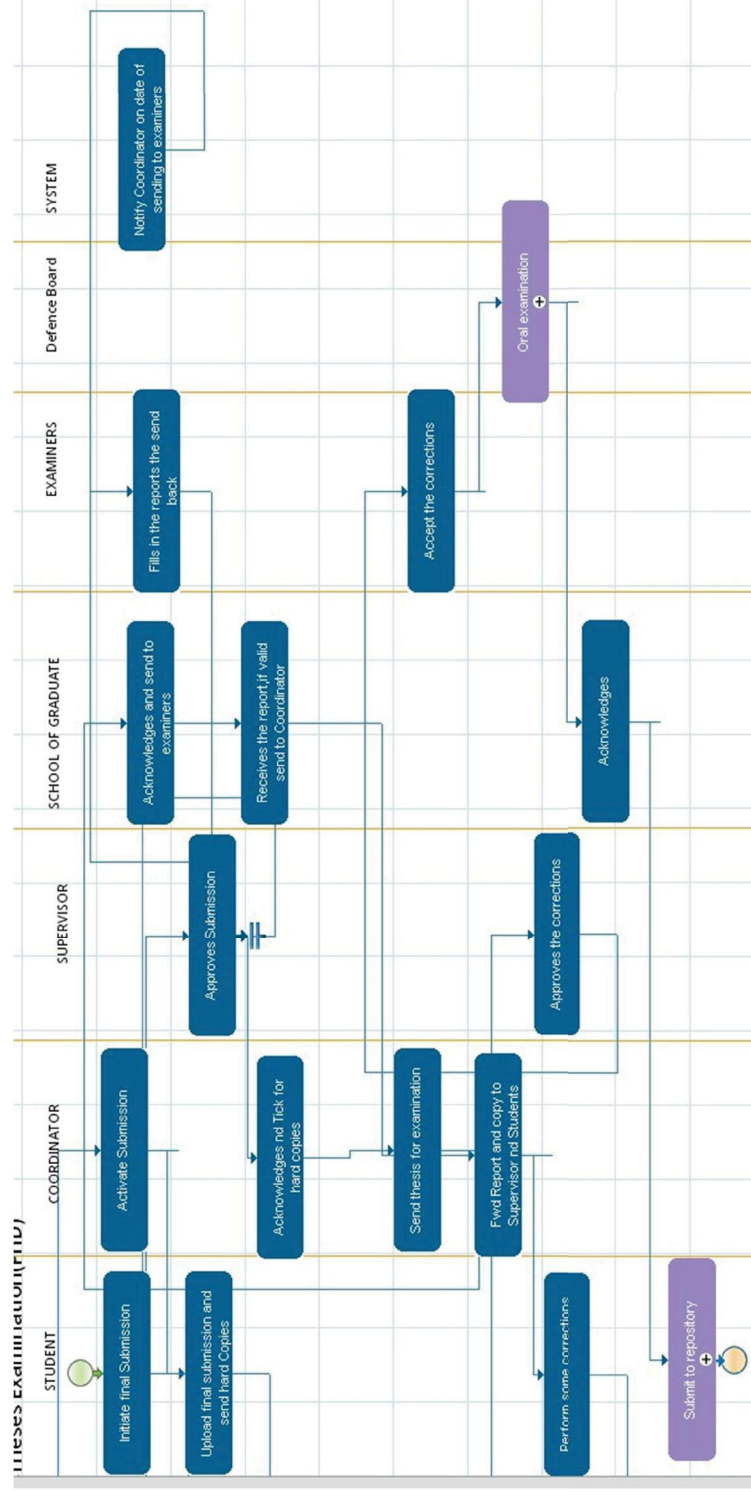 Theses Examination(PhD)
STUDENT
Initiate final Submission
Upload final submission and
send hard Copies
Perform some corrections
Submit to repository
COORDINATOR
Activate Submission
Acknowledges nd Tick for
hard copies
Send thesis for examination
Fwd Report and copy to
Supervisor nd Students
SUPERVISOR
Approves Submission
Approves the corrections
SCHOOL OF GRADUATE
Acknowledges and send to
examiners
Receives the report,if valid
send to Coordinator
Acknowledges
EXAMINERS
Fills in the reports the send
back
Accept the corrections
Defence Board
Oral examination
SYSTEM
Notify Coordinator on date of
sending to examiners